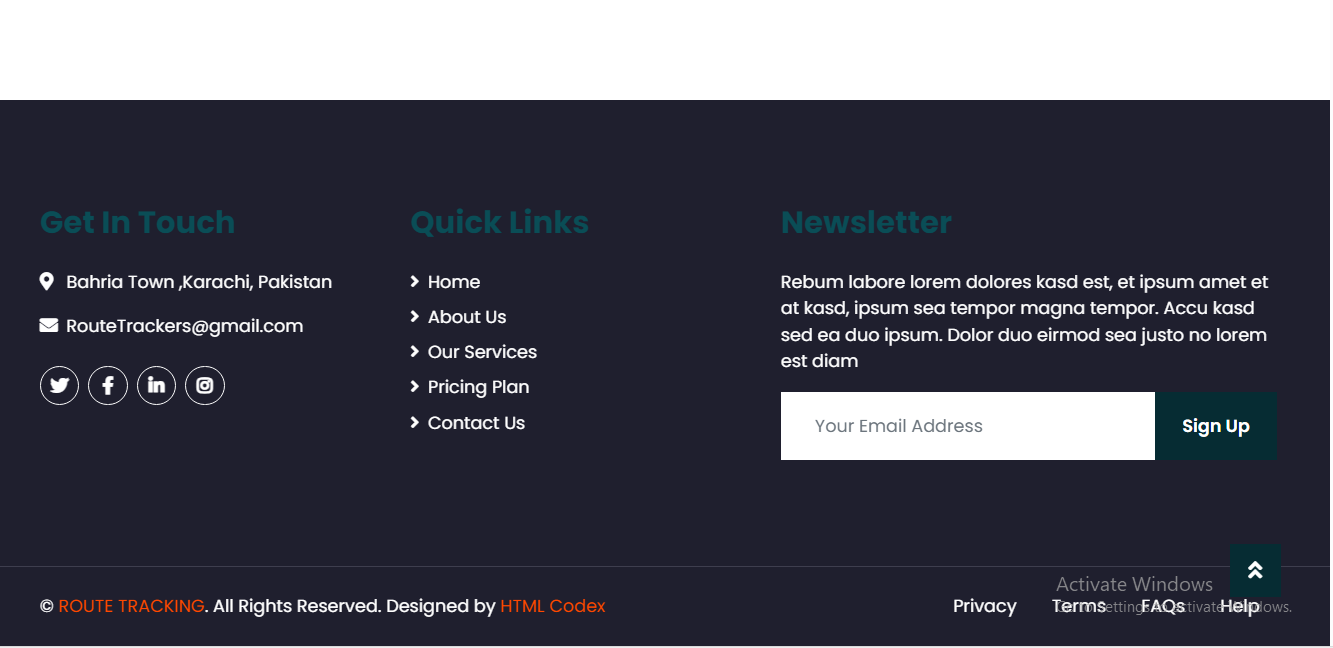 Get In Touch
Bahria Town ,Karachi, Pakistan
RouteTrackers@gmail.com
Quick Links
Home
About Us
Our Services
Pricing Plan
Contact Us
Newsletter
Rebum labore lorem dolores kasd est, et ipsum amet et
at kasd, ipsum sea tempor magna tempor. Accu kasd
sed ea duo ipsum. Dolor duo eirmod sea justo no lorem
est diam
Your Email Address
Sign Up
© ROUTE TRACKING. All Rights Reserved. Designed by HTML Codex
Privacy Terms FAQs Help
Activate Windows
Go to Settings to activate Windows.